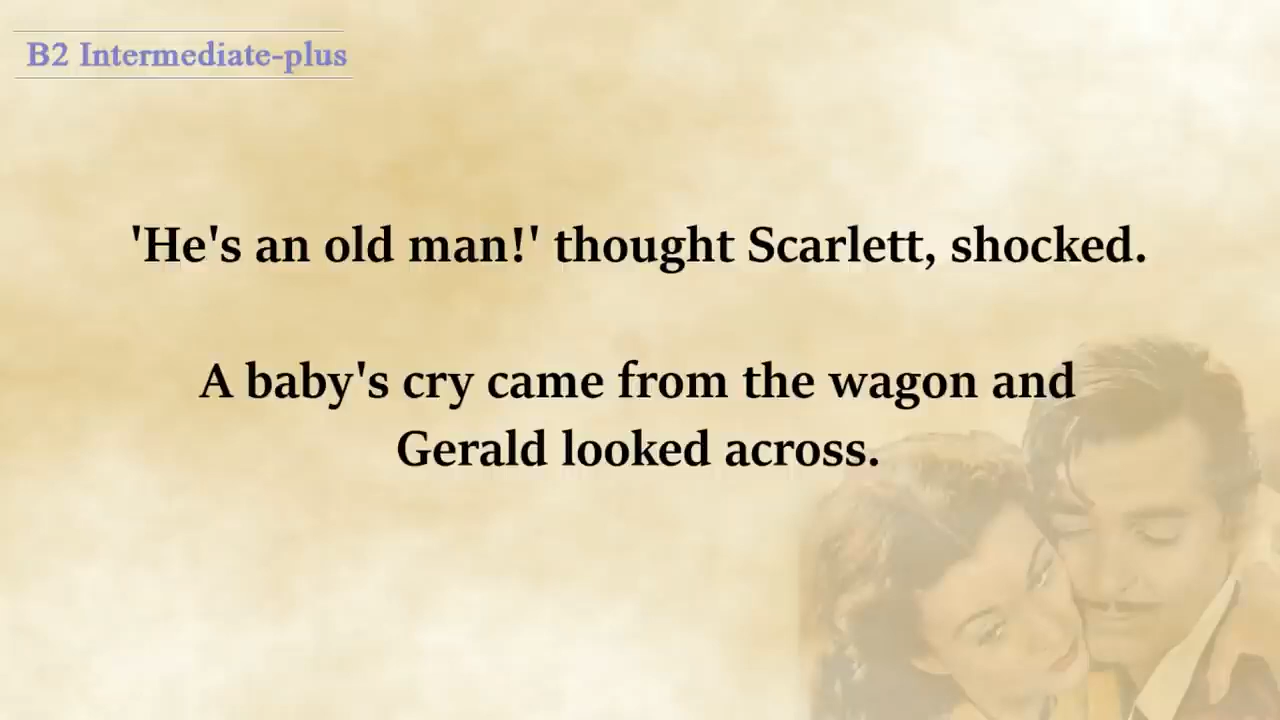 B2 Intermediate-plus
'He's an old man!' thought Scarlett, shocked.
A baby's cry came from the wagon and
Gerald looked across.